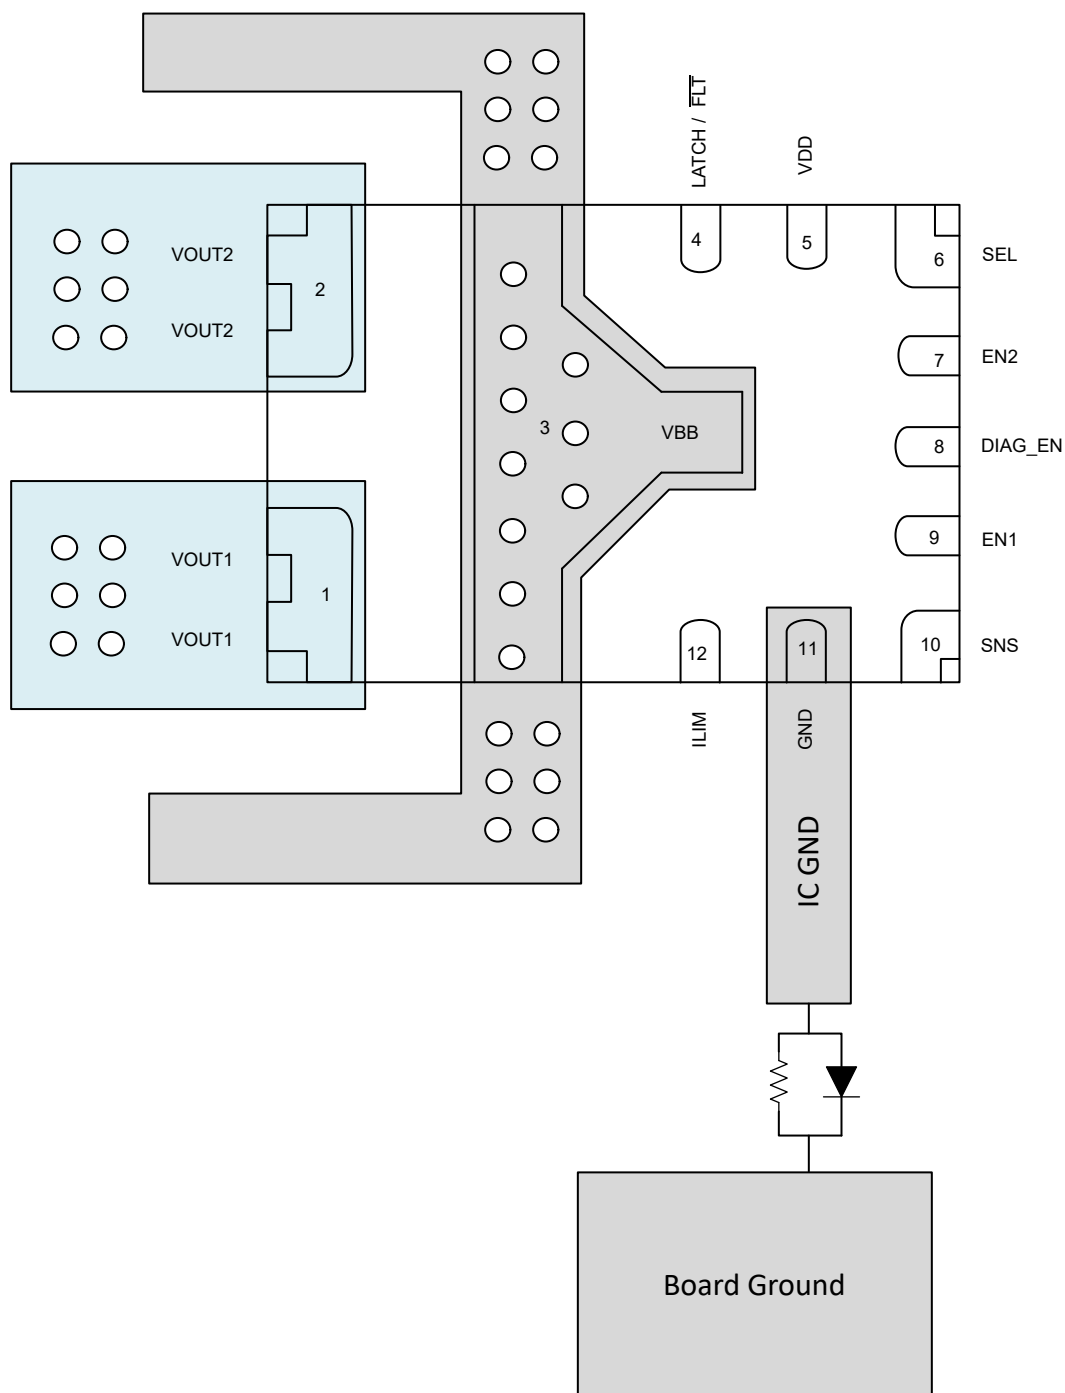 LATCH / FLT
VDD
4
5
6
SEL
VOUT2
2
VOUT2
7
EN2
3
VBB
8
DIAG_EN
9
EN1
VOUT1
1
VOUT1
12
11
10
SNS
ILIM
GND
IC GND
Board Ground